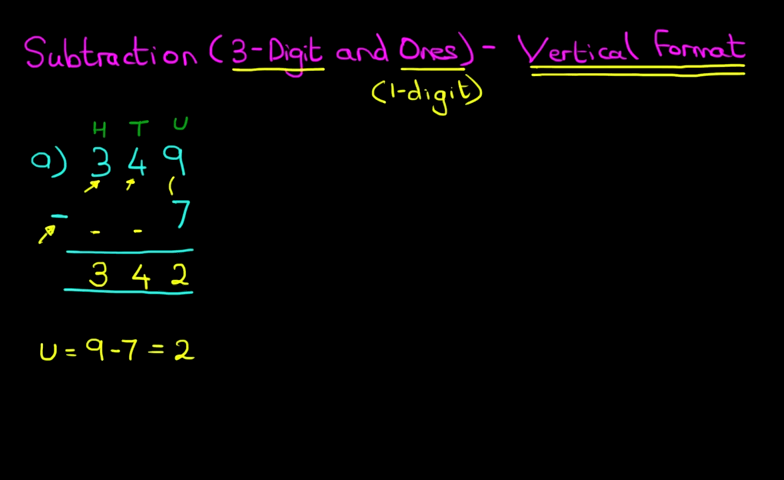 Subtraction (3-Digit and Ones) - Vertical Format
(1-digit)
H T U
a) 3 4 9
- - - 7
3 4 2
U = 9 - 7 = 2